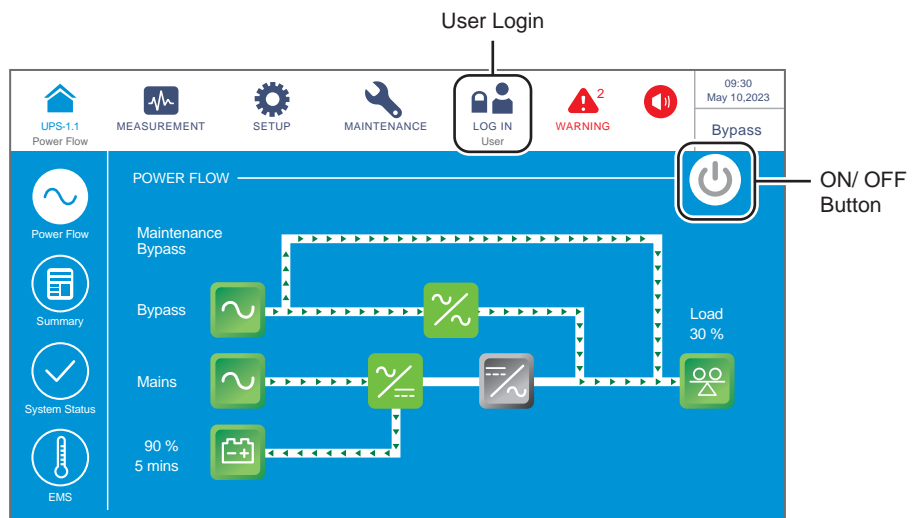 User Login
UPS-1.1
Power Flow
MEASUREMENT
SETUP
MAINTENANCE
LOG IN
User
2
WARNING
09:30
May 10,2023
Bypass
ON/ OFF
Button
POWER FLOW
Power Flow
Summary
System Status
EMS
Maintenance
Bypass
Bypass
Load
30 %
Mains
90 %
5 mins